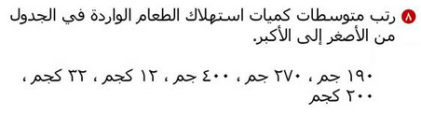 ٨ رتب متوسطات كميات استهلاك الطعام الواردة في الجدول
من الأصغر إلى الأكبر.
١٩٠ جم ، ٢٧٠ جم ، ٤٠٠ جم ، ١٢ كجم ، ٣٢ كجم ،
٢٠٠ كجم